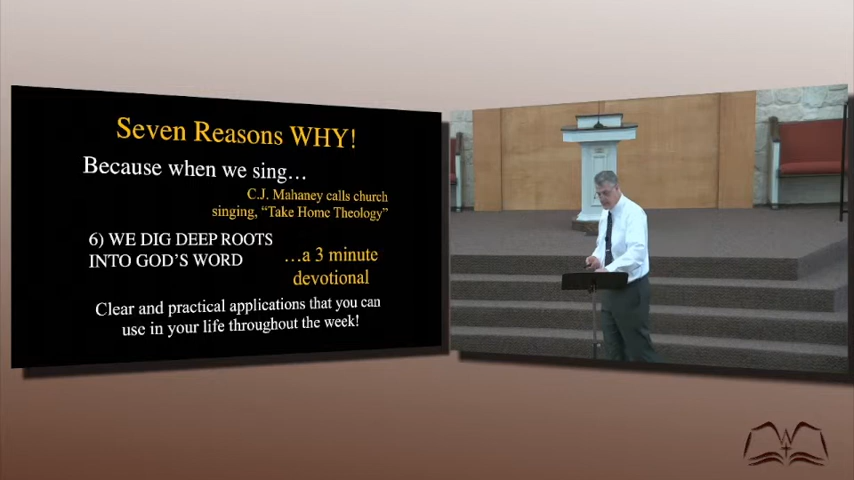 Seven Reasons WHY!
Because when we sing…
C.J. Mahaney calls church
singing, “Take Home Theology”
6) WE DIG DEEP ROOTS
INTO GOD’S WORD
…a 3 minute
devotional
Clear and practical applications that you can
use in your life throughout the week!